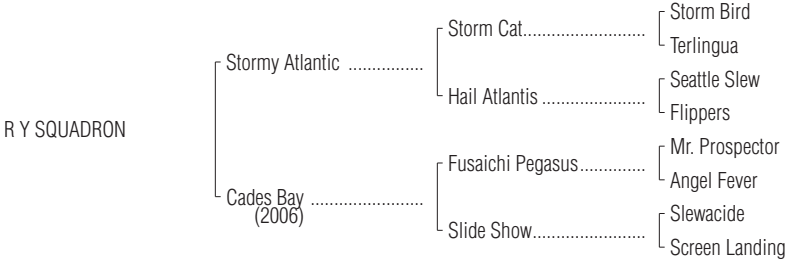 Storm Bird
Storm Cat..........................
Terlingua
Stormy Atlantic ................
Seattle Slew
Hail Atlantis ......................
Flippers
R Y SQUADRON
Mr. Prospector
Fusaichi Pegasus..............
Angel Fever
Cades Bay ........................
(2006)
Slewacide
Slide Show........................
Screen Landing